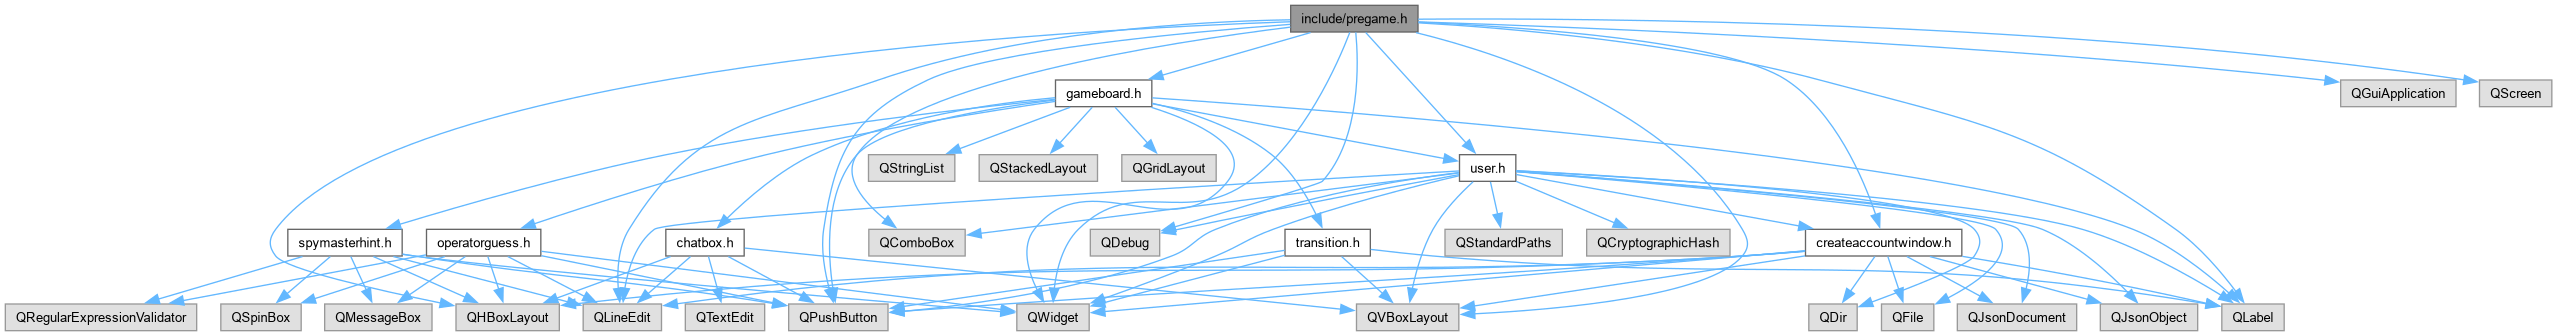 include/pregame.h
gameboard.h
QGuiApplication
QScreen
QStringList
QStackedLayout
QGridLayout
user.h
spymasterhint.h
operatorguess.h
chatbox.h
QComboBox
QDebug
transition.h
QStandardPaths
QCryptographicHash
createaccountwindow.h
QRegularExpressionValidator
QSpinBox
QMessageBox
QHBoxLayout
QLineEdit
QTextEdit
QPushButton
QWidget
QVBoxLayout
QDir
QFile
QJsonDocument
QJsonObject
QLabel